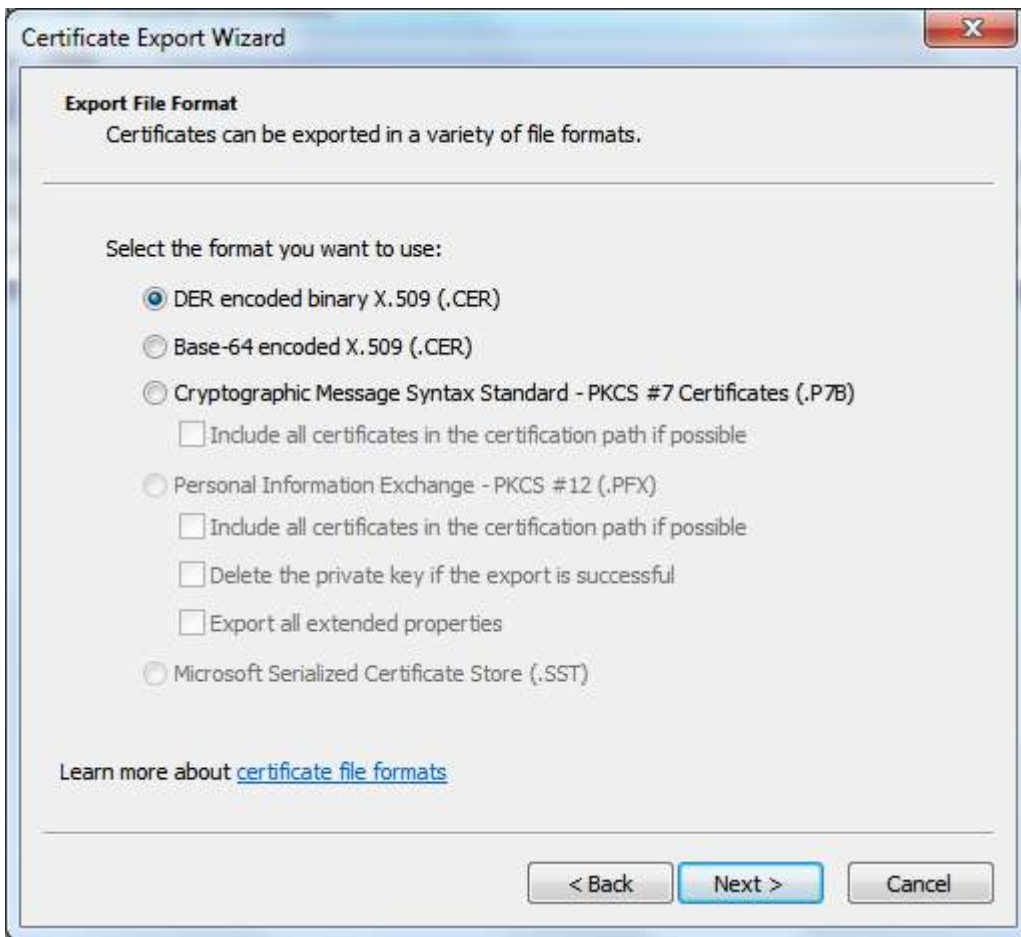 Certificate Export Wizard
Export File Format
Certificates can be exported in a variety of file formats.
Select the format you want to use:
DER encoded binary X.509 (.CER)
Base-64 encoded X.509 (.CER)
Cryptographic Message Syntax Standard - PKCS #7 Certificates (.P7B)
Include all certificates in the certification path if possible
Personal Information Exchange - PKCS #12 (.PFX)
Include all certificates in the certification path if possible
Delete the private key if the export is successful
Export all extended properties
Microsoft Serialized Certificate Store (.SST)
Learn more about certificate file formats
< Back Next > Cancel